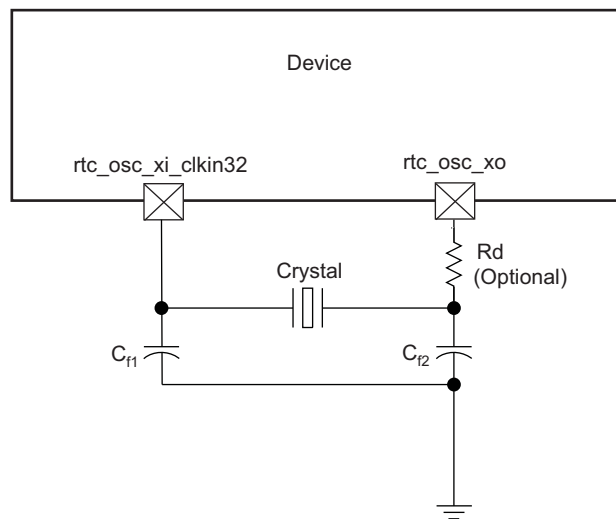 Device
rtc_osc_xi_clkin32
rtc_osc_xo
Rd
(Optional)
Crystal
Cf1
Cf2